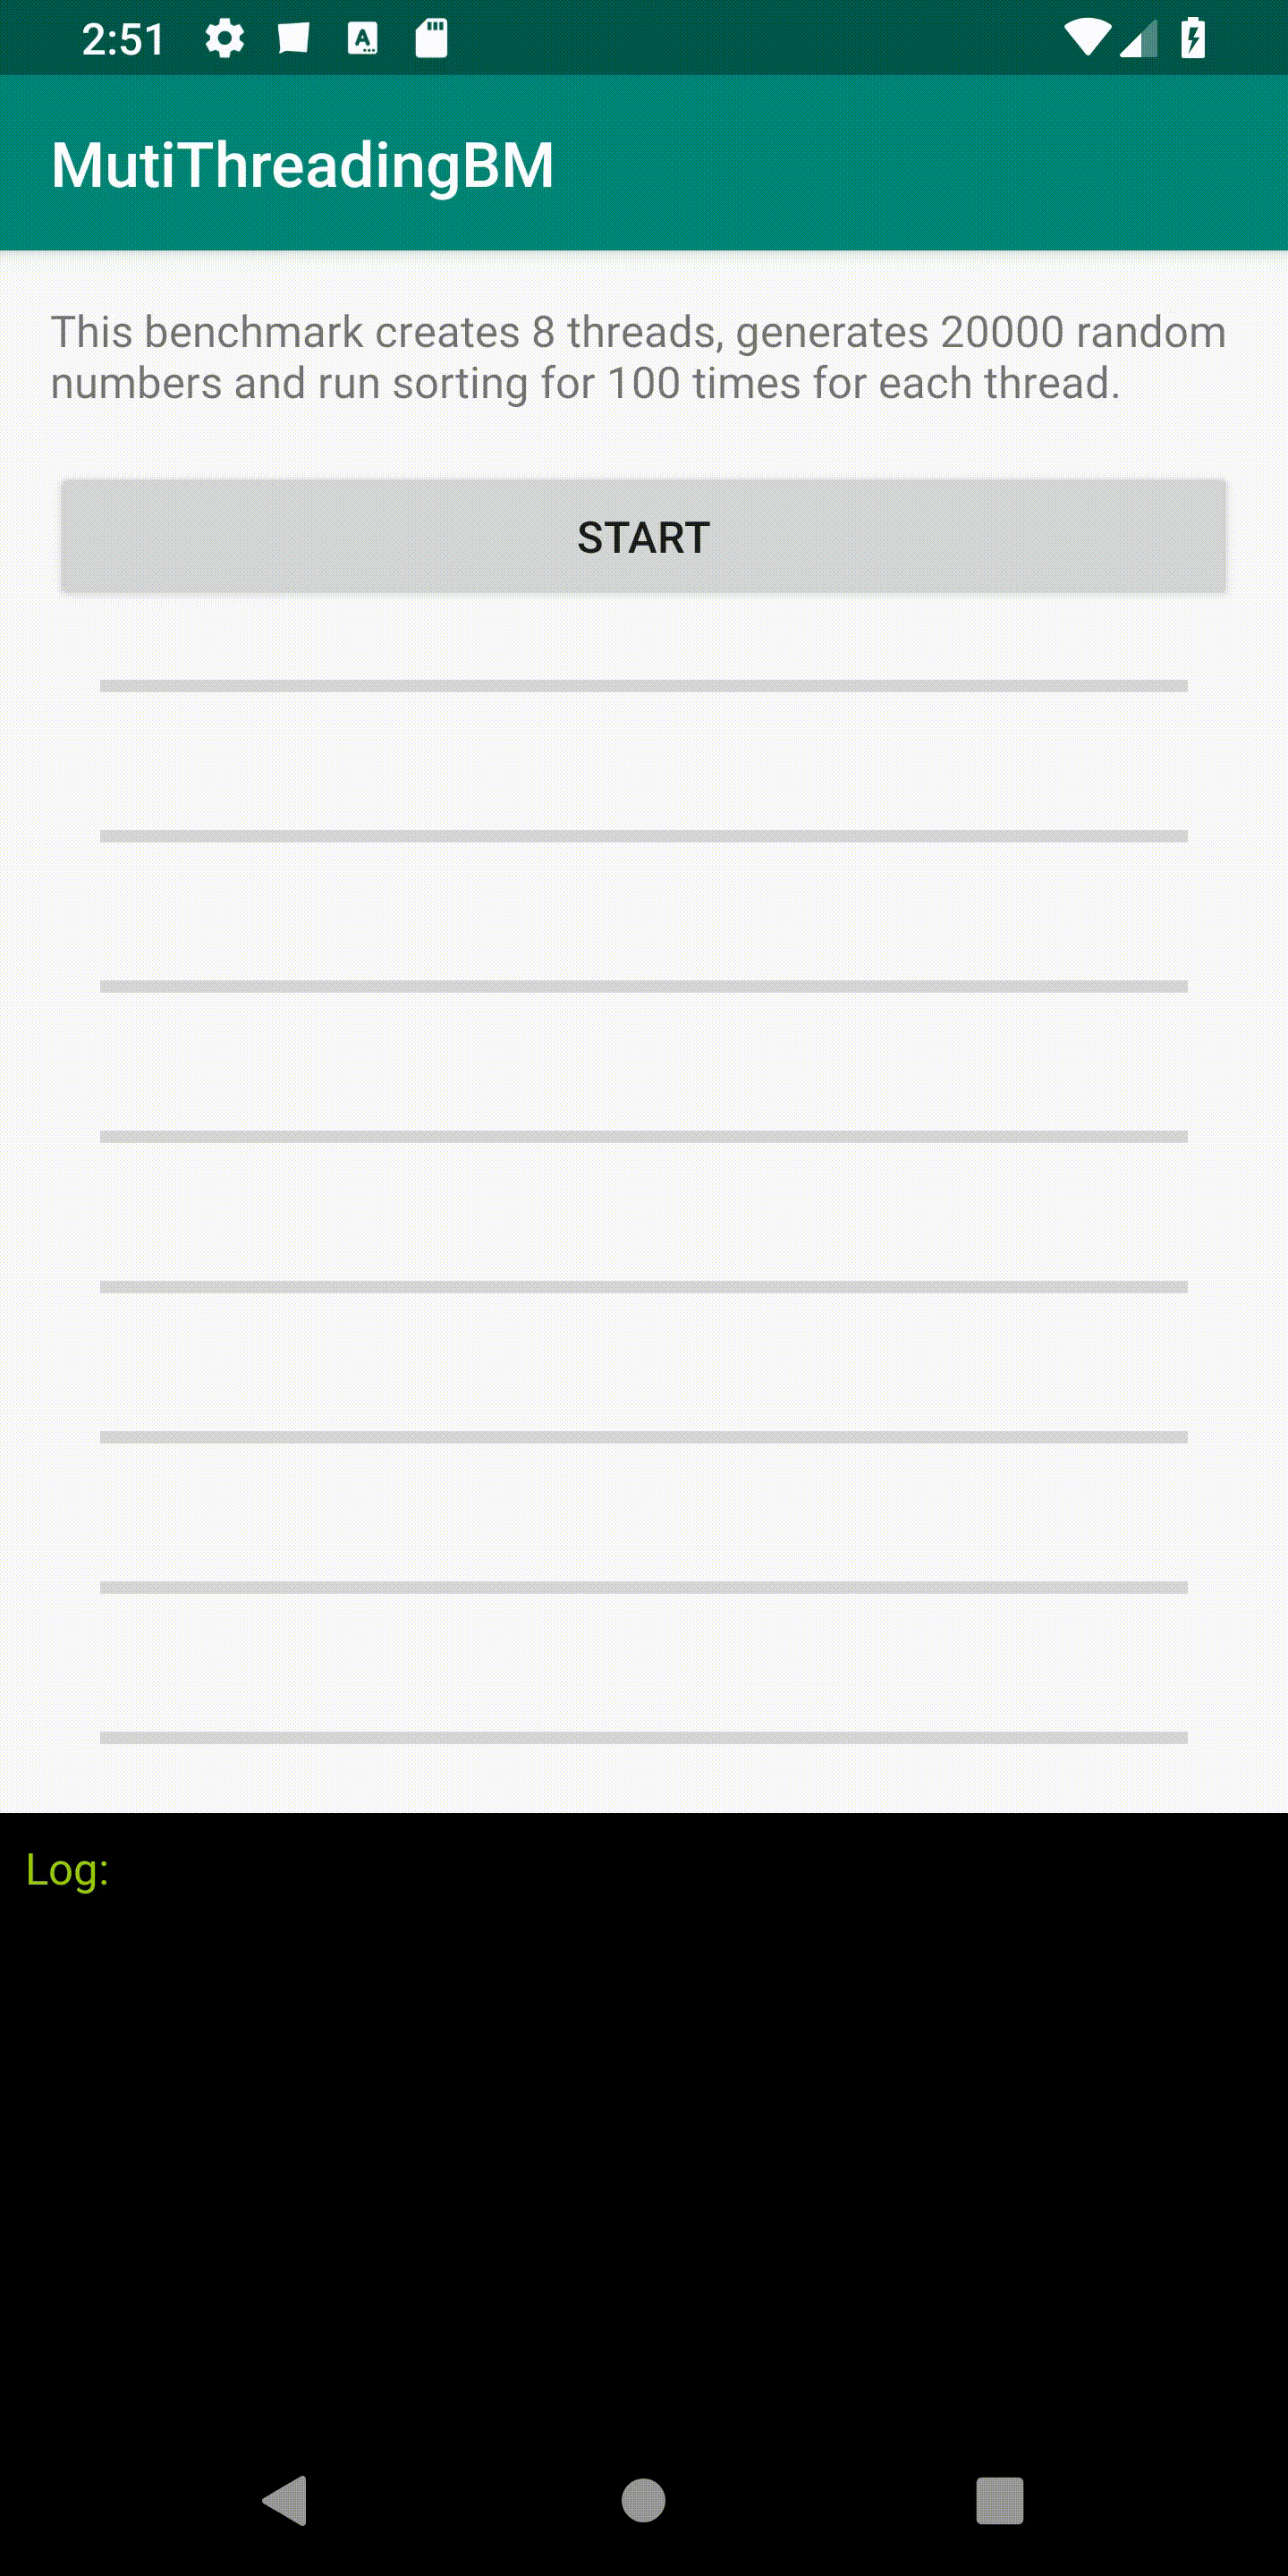 2:51
MutiThreadingBM
This benchmark creates 8 threads, generates 20000 random
numbers and run sorting for 100 times for each thread.
START
Log: